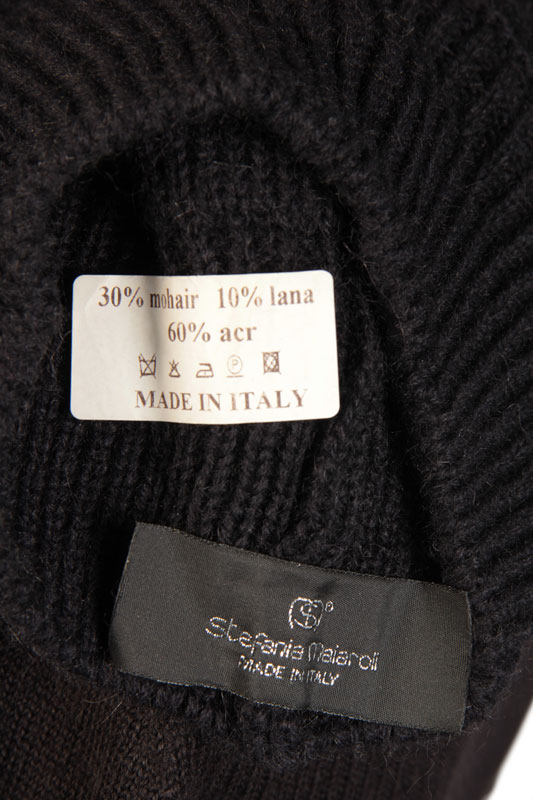 30% mohair 10% lana
60% acr
P
MADE IN ITALY
S®
Stefania Maiaroli
MADE IN ITALY